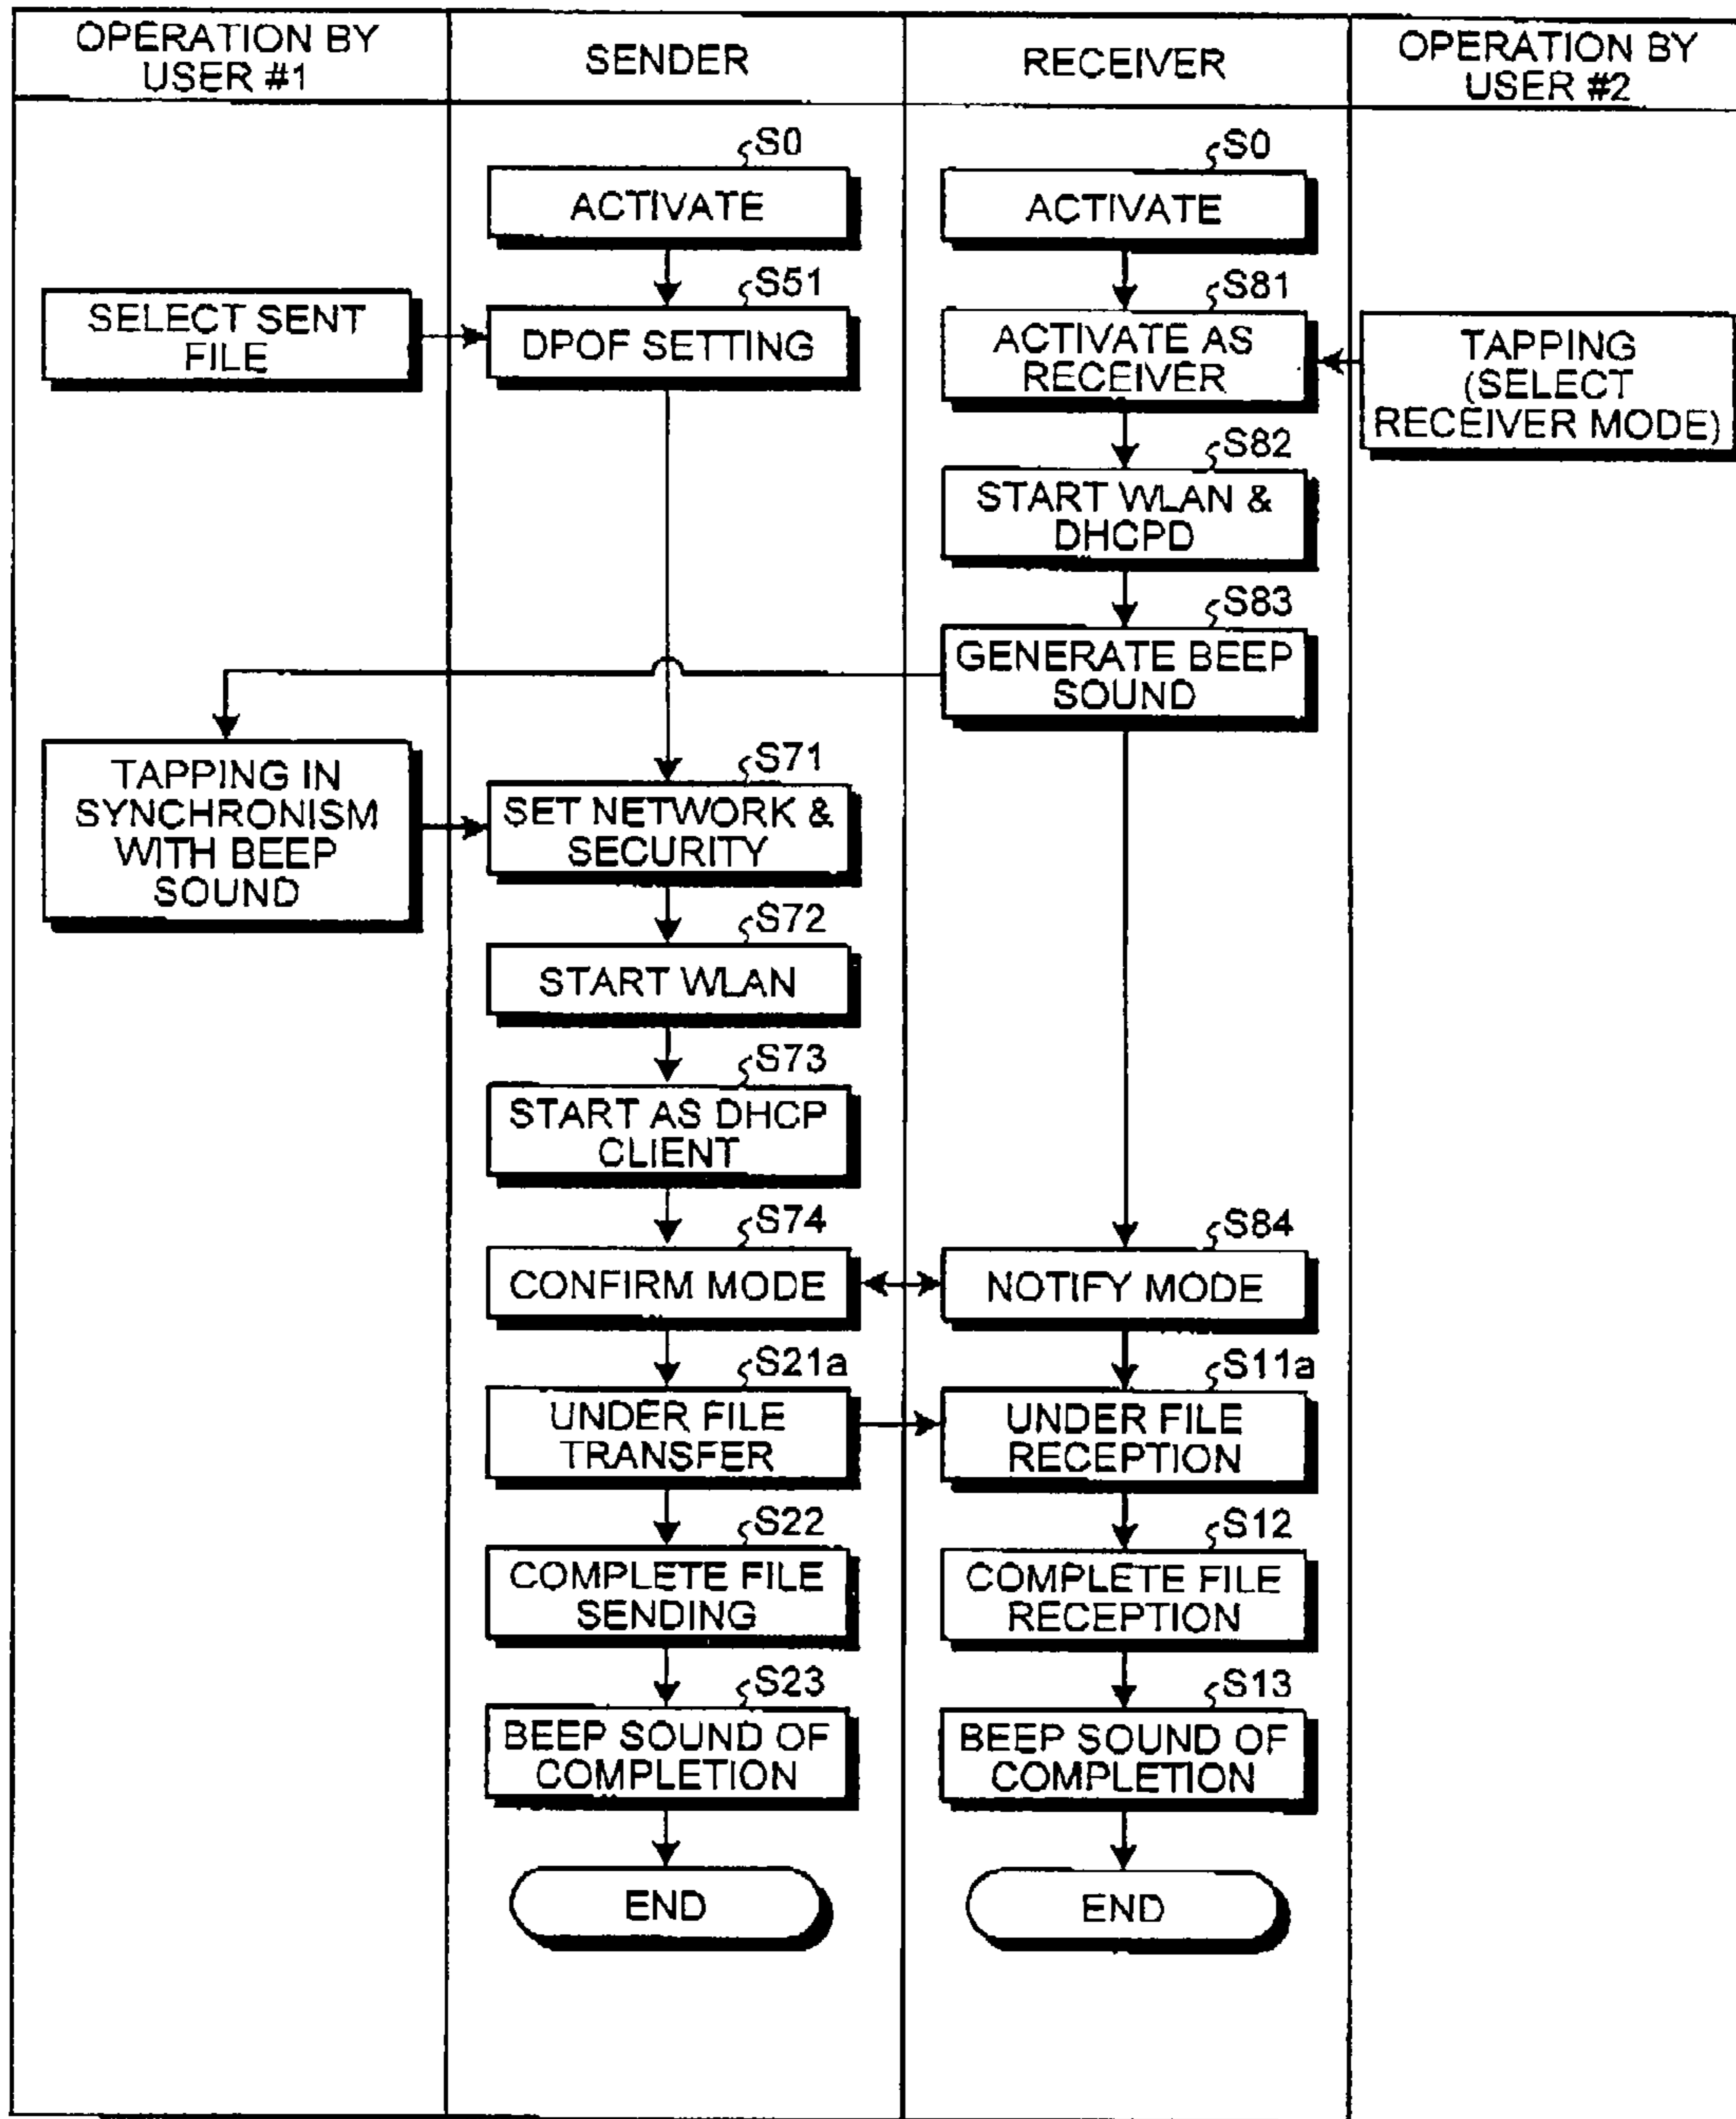 OPERATION BY
USER #1
SENDER
RECEIVER
OPERATION BY
USER #2
S0
ACTIVATE
S0
ACTIVATE
SELECT SENT
FILE
S51
DPOF SETTING
S81
ACTIVATE AS
RECEIVER
TAPPING
(SELECT
RECEIVER MODE)
S82
START WLAN &
DHCPD
S83
GENERATE BEEP
SOUND
TAPPING IN
SYNCHRONISM
WITH BEEP
SOUND
S71
SET NETWORK &
SECURITY
S72
START WLAN
S73
START AS DHCP
CLIENT
S74
CONFIRM MODE
S84
NOTIFY MODE
S21a
UNDER FILE
TRANSFER
S11a
UNDER FILE
RECEPTION
S22
COMPLETE FILE
SENDING
S12
COMPLETE FILE
RECEPTION
S23
BEEP SOUND OF
COMPLETION
S13
BEEP SOUND OF
COMPLETION
END
END